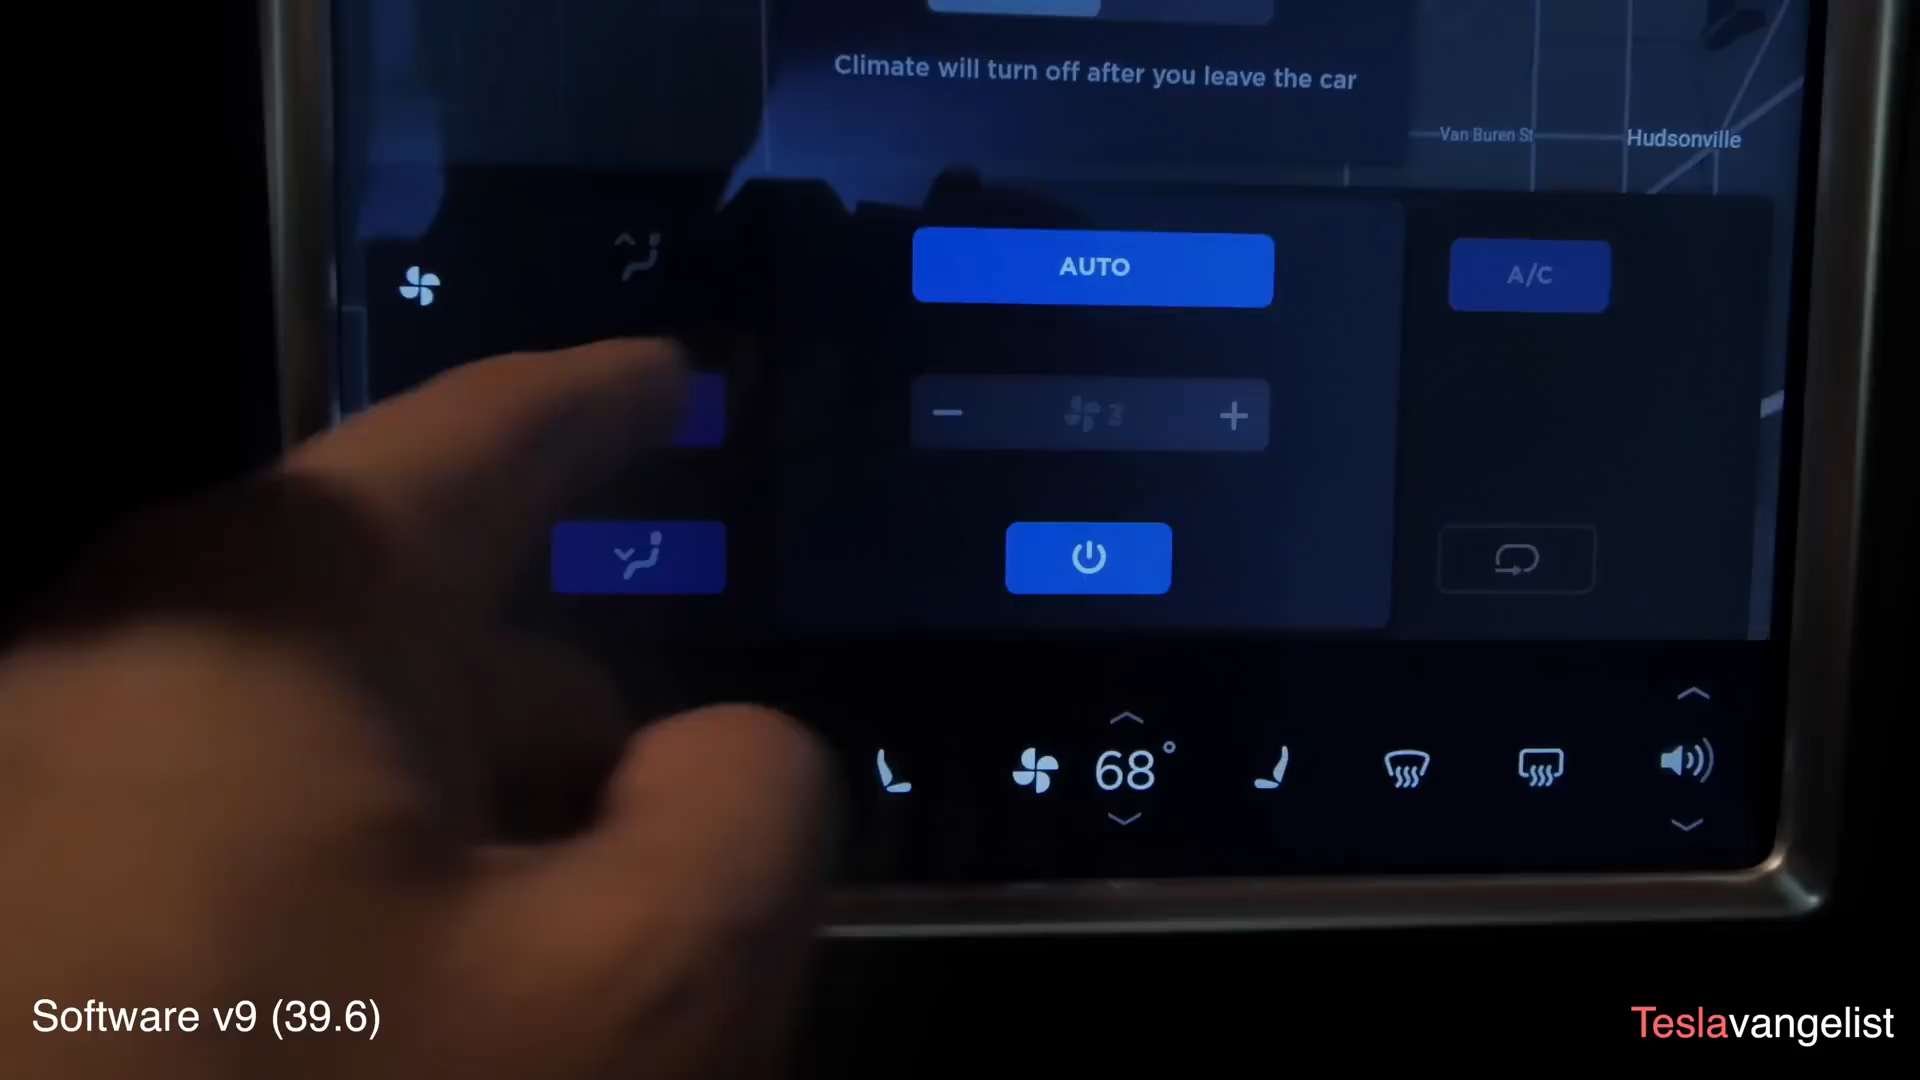 Climate will turn off after you leave the car
Van Buren St
Hudsonville
AUTO
A/C
3
68°
Software v9 (39.6)
Teslavangelist